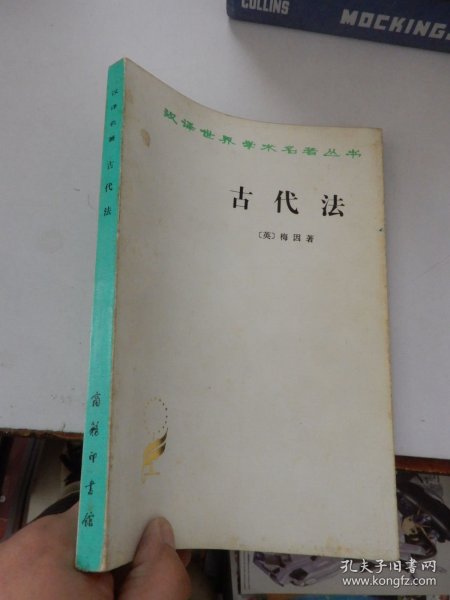 COLLINS
MOCKING
汉译世界学术名著丛书
古代法
〔英〕梅因著
汉译名著
古代法
商务印书馆
孔夫子旧书网
www.kongfz.com